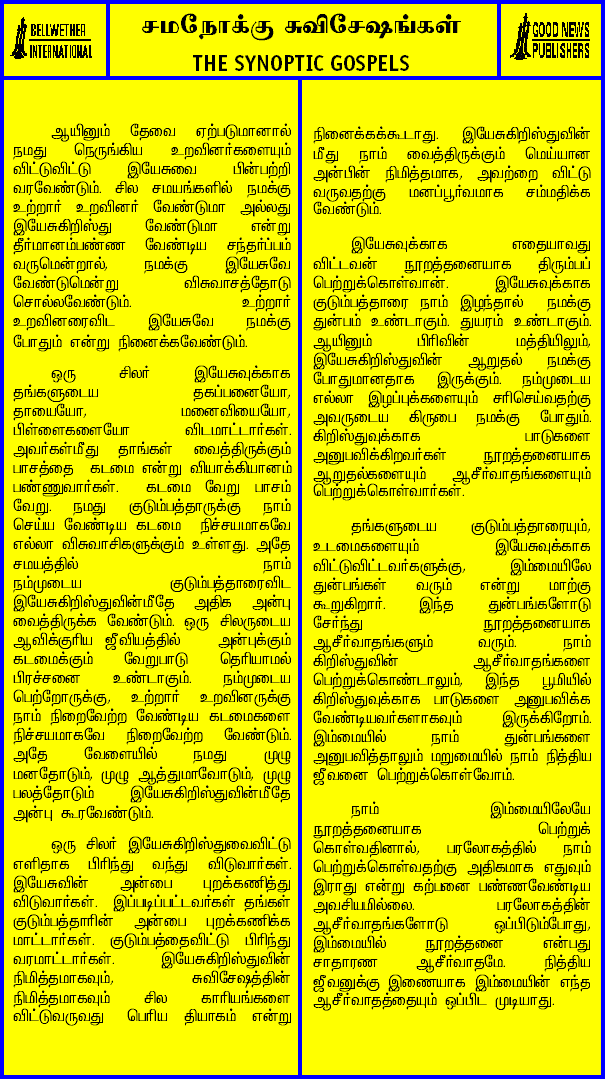 BELLWETHER
INTERNATIONAL
சமநோக்கு சுவிசேஷங்கள்
THE SYNOPTIC GOSPELS
GOOD NEWS
PUBLISHERS
ஆயினும் தேவை ஏற்படுமானால்
நமது நெருங்கிய உறவினர்களையும்
விட்டுவிட்டு இயேசுவை பின்பற்றி
வரவேண்டும். சில சமயங்களில் நமக்கு
உற்றார் உறவினர் வேண்டுமா அல்லது
இயேசுகிறிஸ்து வேண்டுமா என்று
தீர்மானம்பண்ண வேண்டிய சந்தர்ப்பம்
வருமென்றால், நமக்கு இயேசுவே
வேண்டுமென்று விசுவாசத்தோடு
சொல்லவேண்டும். உற்றார்
உறவினரைவிட இயேசுவே நமக்கு
போதும் என்று நினைக்கவேண்டும்.
ஒரு சிலர் இயேசுவுக்காக
தங்களுடைய தகப்பனையோ,
தாயையோ, மனைவியையோ,
பிள்ளைகளையோ விடமாட்டார்கள்.
அவர்கள்மீது தாங்கள் வைத்திருக்கும்
பாசத்தை கடமை என்று வியாக்கியானம்
பண்ணுவார்கள். கடமை வேறு பாசம்
வேறு. நமது குடும்பத்தாருக்கு நாம்
செய்ய வேண்டிய கடமை நிச்சயமாகவே
எல்லா விசுவாசிகளுக்கும் உள்ளது. அதே
சமயத்தில் நாம்
நம்முடைய குடும்பத்தாரைவிட
இயேசுகிறிஸ்துவின்மீதே அதிக அன்பு
வைத்திருக்க வேண்டும். ஒரு சிலருடைய
ஆவிக்குரிய ஜீவியத்தில் அன்புக்கும்
கடமைக்கும் வேறுபாடு தெரியாமல்
பிரச்சனை உண்டாகும். நம்முடைய
பெற்றோருக்கு, உற்றார் உறவினருக்கு
நாம் நிறைவேற்ற வேண்டிய கடமைகளை
நிச்சயமாகவே நிறைவேற்ற வேண்டும்.
அதே வேளையில் நமது முழு
மனதோடும், முழு ஆத்துமாவோடும், முழு
பலத்தோடும் இயேசுகிறிஸ்துவின்மீதே
அன்பு கூரவேண்டும்.
ஒரு சிலர் இயேசுகிறிஸ்துவைவிட்டு
எளிதாக பிரிந்து வந்து விடுவார்கள்.
இயேசுவின் அன்பை புறக்கணித்து
விடுவார்கள். இப்படிப்பட்டவர்கள் தங்கள்
குடும்பத்தாரின் அன்பை புறக்கணிக்க
மாட்டார்கள். குடும்பத்தைவிட்டு பிரிந்து
வரமாட்டார்கள். இயேசுகிறிஸ்துவின்
நிமித்தமாகவும், சுவிசேஷத்தின்
நிமித்தமாகவும் சில காரியங்களை
விட்டுவருவது பெரிய தியாகம் என்று
நினைக்கக்கூடாது. இயேசுகிறிஸ்துவின்
மீது நாம் வைத்திருக்கும் மெய்யான
அன்பின் நிமித்தமாக, அவற்றை விட்டு
வருவதற்கு மனப்பூர்வமாக சம்மதிக்க
வேண்டும்.
இயேசுவுக்காக எதையாவது
விட்டவன் நூறத்தனையாக திரும்பப்
பெற்றுக்கொள்வான். இயேசுவுக்காக
குடும்பத்தாரை நாம் இழந்தால் நமக்கு
துன்பம் உண்டாகும். துயரம் உண்டாகும்.
ஆயினும் பிரிவின் மத்தியிலும்,
இயேசுகிறிஸ்துவின் ஆறுதல் நமக்கு
போதுமானதாக இருக்கும். நம்முடைய
எல்லா இழப்புக்களையும் சரிசெய்வதற்கு
அவருடைய கிருபை நமக்கு போதும்.
கிறிஸ்துவுக்காக பாடுகளை
அனுபவிக்கிறவர்கள் நூறத்தனையாக
ஆறுதல்களையும் ஆசீர்வாதங்களையும்
பெற்றுக்கொள்வார்கள்.
தங்களுடைய குடும்பத்தாரையும்,
உடமைகளையும் இயேசுவுக்காக
விட்டுவிட்டவர்களுக்கு, இம்மையிலே
துன்பங்கள் வரும் என்று மாற்கு
கூறுகிறார். இந்த துன்பங்களோடு
சேர்ந்து நூறத்தனையாக
ஆசீர்வாதங்களும் வரும். நாம்
கிறிஸ்துவின் ஆசீர்வாதங்களை
பெற்றுக்கொண்டாலும், இந்த பூமியில்
கிறிஸ்துவுக்காக பாடுகளை அனுபவிக்க
வேண்டியவர்களாகவும் இருக்கிறோம்.
இம்மையில் நாம் துன்பங்களை
அனுபவித்தாலும் மறுமையில் நாம் நித்திய
ஜீவனை பெற்றுக்கொள்வோம்.
நாம் இம்மையிலேயே
நூறத்தனையாக பெற்றுக்
கொள்வதினால், பரலோகத்தில் நாம்
பெற்றுக்கொள்வதற்கு அதிகமாக எதுவும்
இராது என்று கற்பனை பண்ணவேண்டிய
அவசியமில்லை. பரலோகத்தின்
ஆசீர்வாதங்களோடு ஒப்பிடும்போது,
இம்மையில் நூறத்தனை என்பது
சாதாரண ஆசீர்வாதமே. நித்திய
ஜீவனுக்கு இணையாக இம்மையின் எந்த
ஆசீர்வாதத்தையும் ஒப்பிட முடியாது.